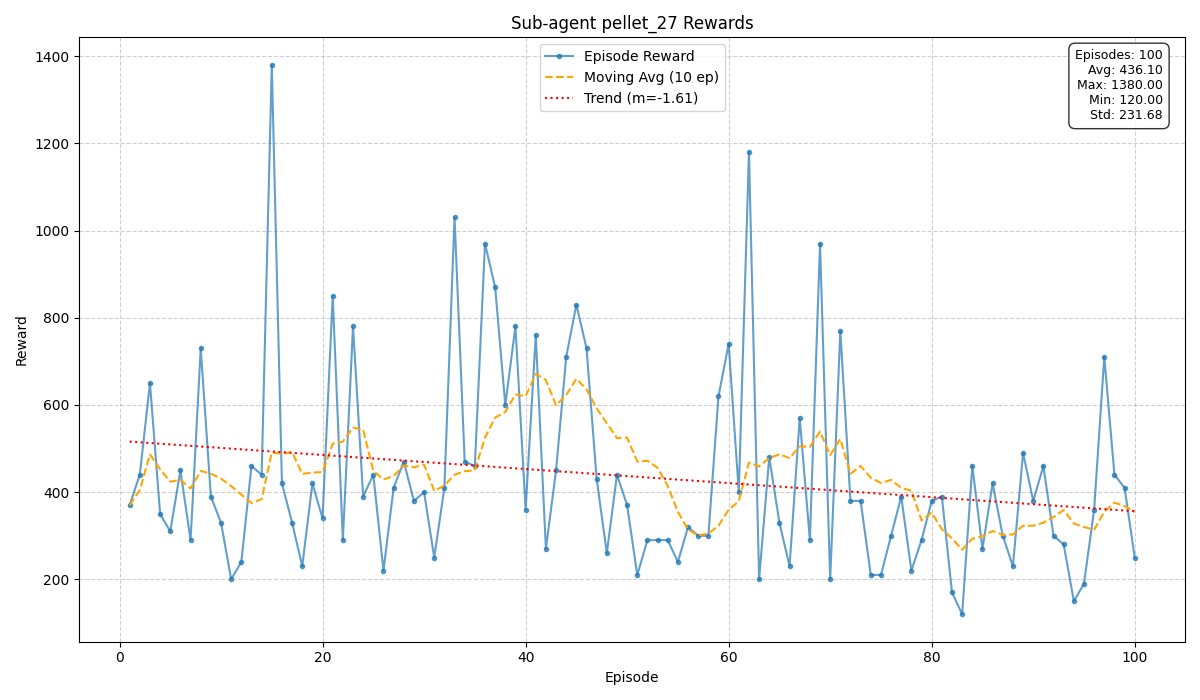 Sub-agent pellet_27 Rewards
Episode Reward
Moving Avg (10 ep)
Trend (m=-1.61)
Episodes: 100
Avg: 436.10
Max: 1380.00
Min: 120.00
Std: 231.68
1400
1200
1000
800
600
400
200
Reward
0
20
40
60
80
100
Episode